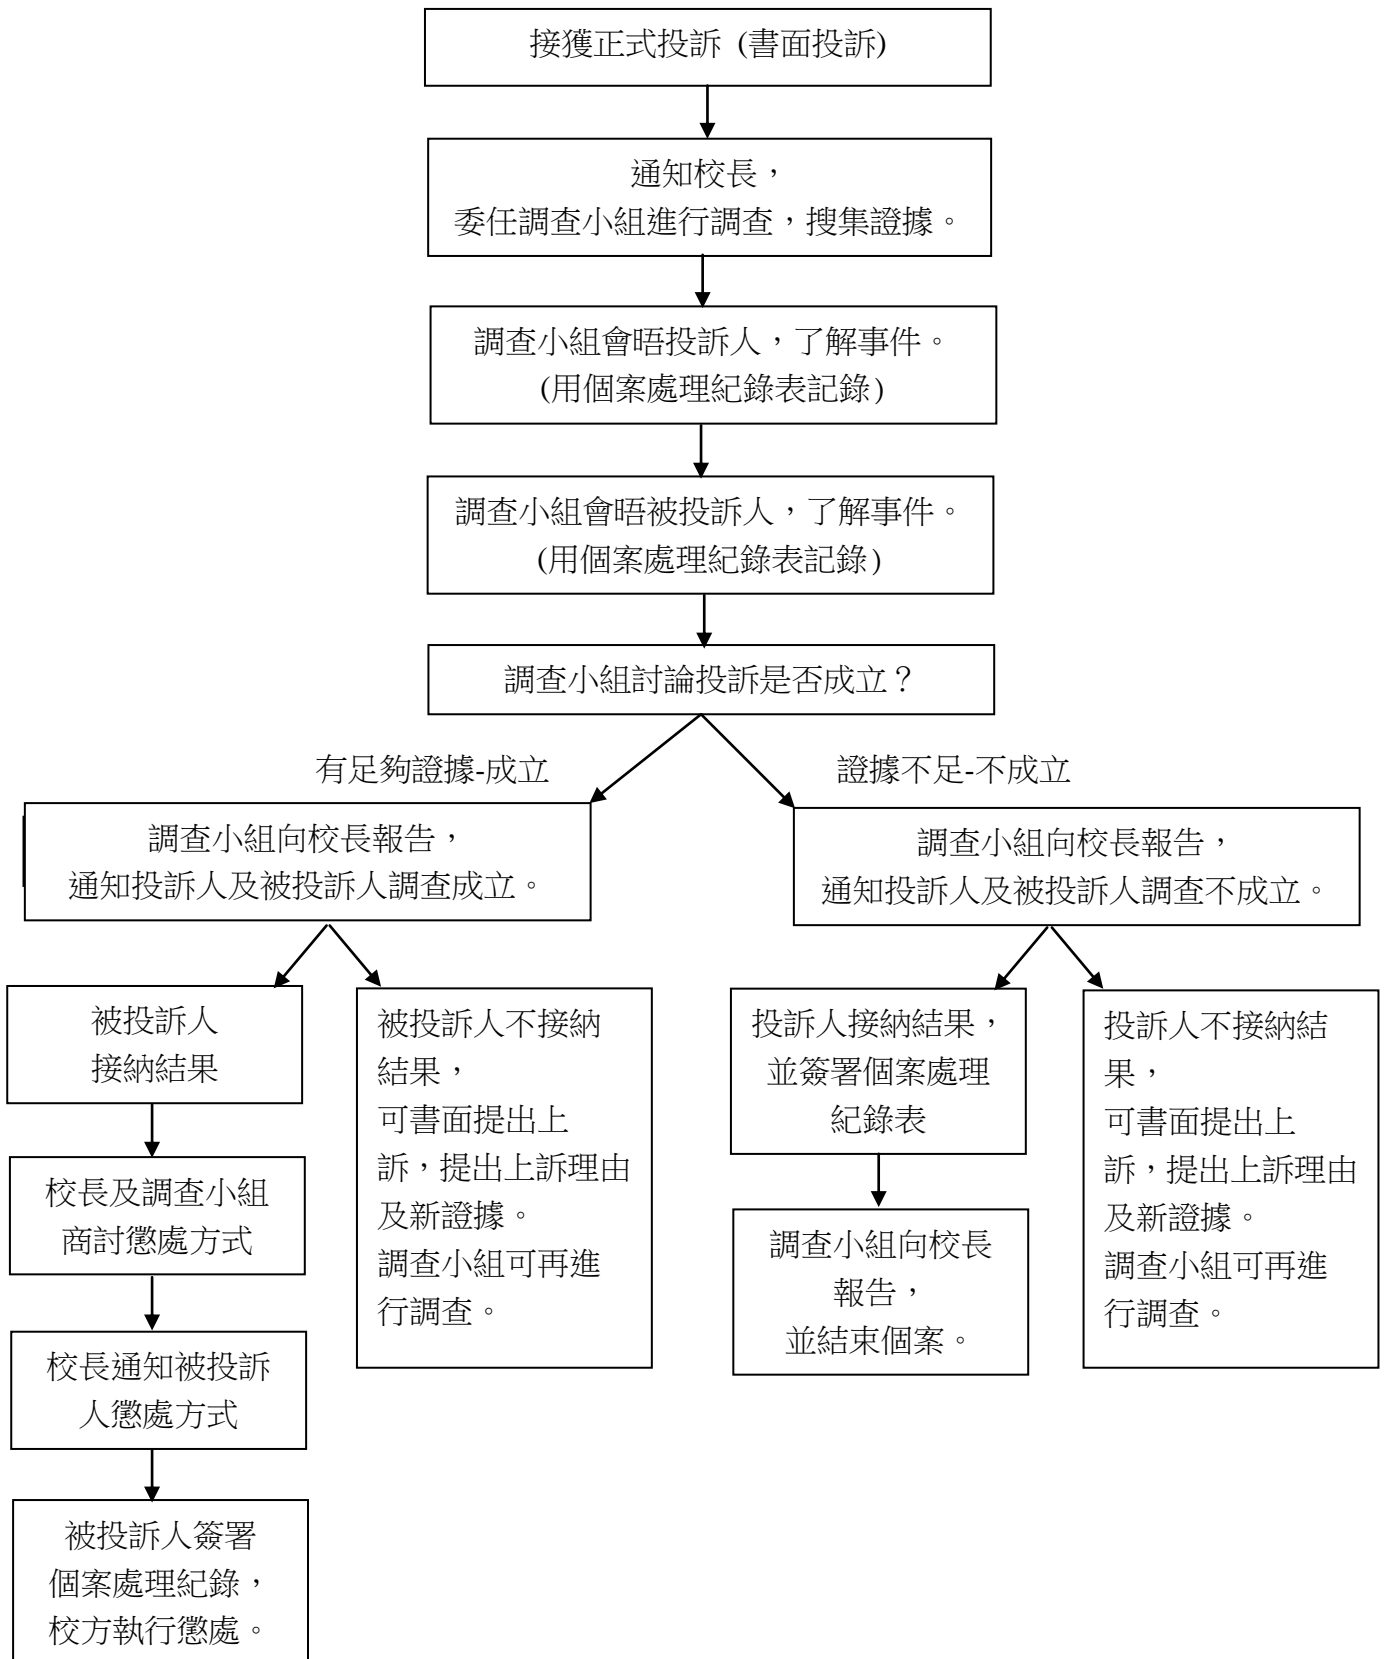 接獲正式投訴 (書面投訴)
通知校長，
委任調查小組進行調查，搜集證據。
調查小組會晤投訴人，了解事件。
(用個案處理紀錄表記錄)
調查小組會晤被投訴人，了解事件。
(用個案處理紀錄表記錄)
調查小組討論投訴是否成立？
有足夠證據-成立
證據不足-不成立
調查小組向校長報告，
通知投訴人及被投訴人調查成立。
調查小組向校長報告，
通知投訴人及被投訴人調查不成立。
被投訴人
接納結果
校長及調查小組
商討懲處方式
校長通知被投訴
人懲處方式
被投訴人簽署
個案處理紀錄，
校方執行懲處。
被投訴人不接納
結果，
可書面提出上
訴，提出上訴理由
及新證據。
調查小組可再進
行調查。
投訴人接納結果，
並簽署個案處理
紀錄表
調查小組向校長
報告，
並結束個案。
投訴人不接納結
果，
可書面提出上
訴，提出上訴理由
及新證據。
調查小組可再進
行調查。